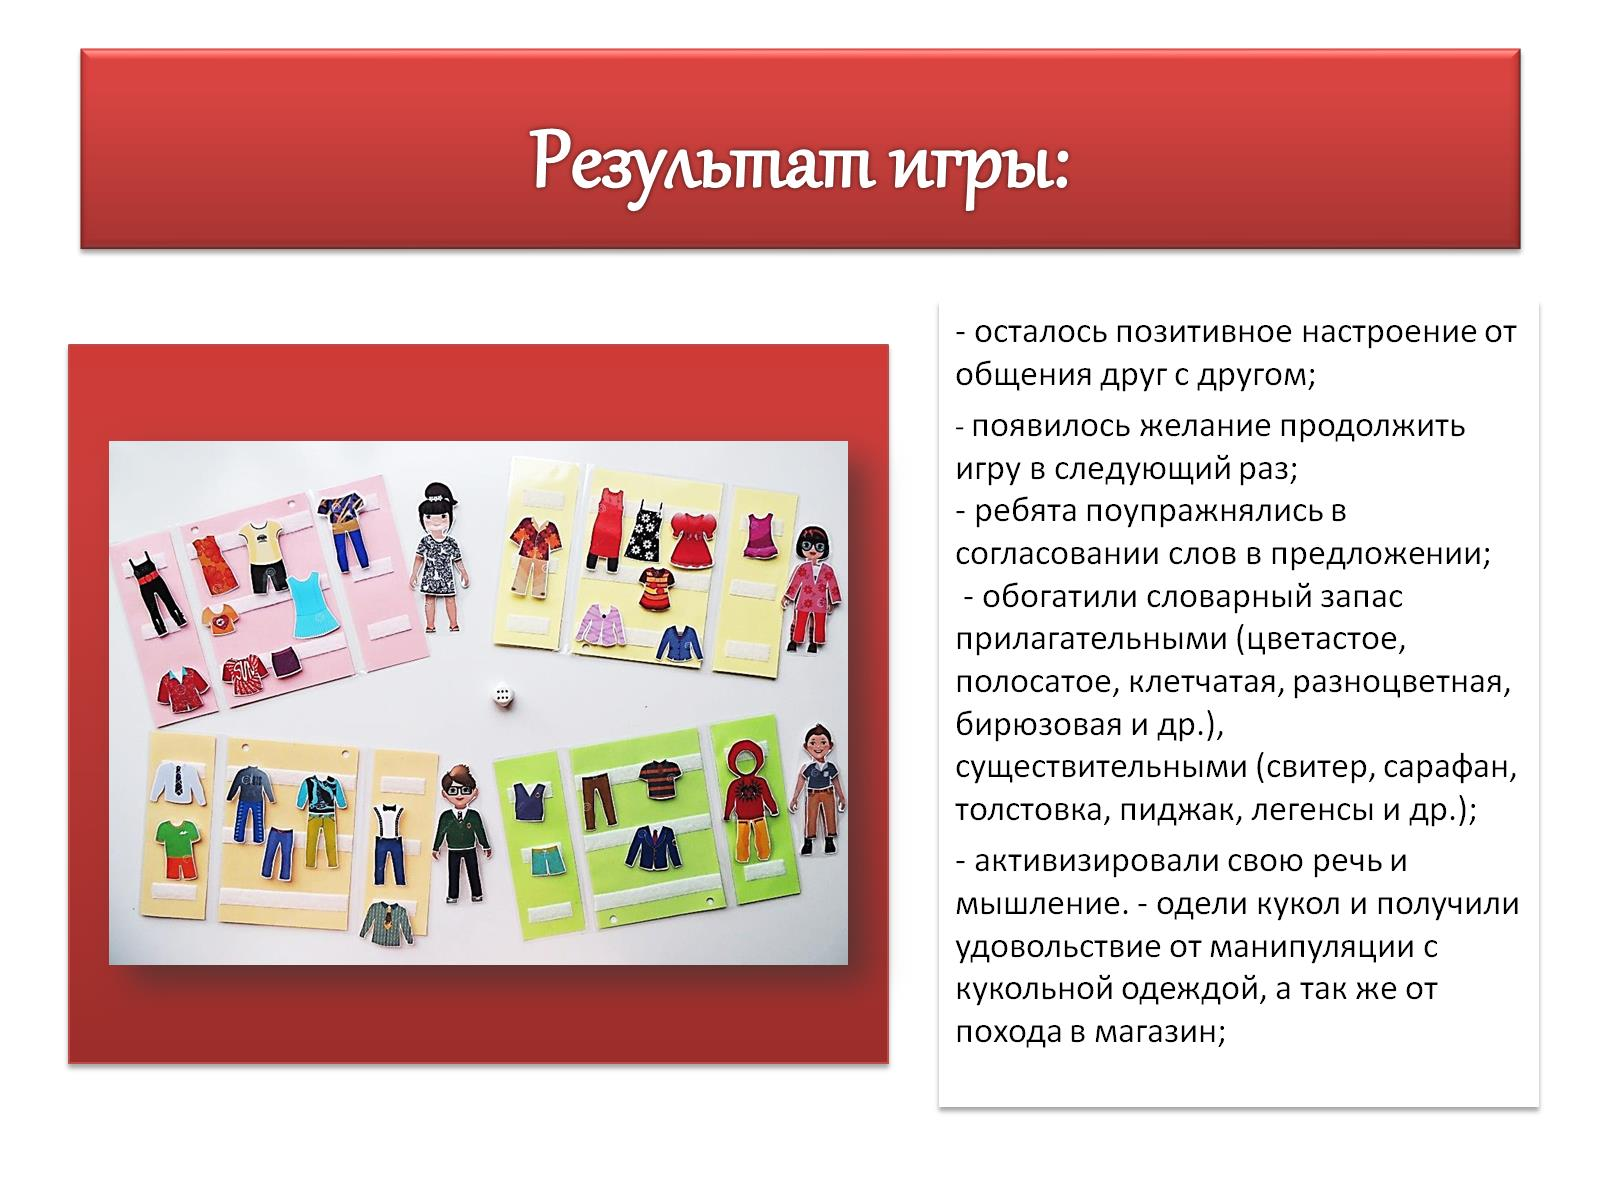 Результат игры:
- осталось позитивное настроение от
общения друг с другом;
- появилось желание продолжить
игру в следующий раз;
- ребята поупражнялись в
согласовании слов в предложении;
- обогатили словарный запас
прилагательными (цветастое,
полосатое, клетчатая, разноцветная,
бирюзовая и др.),
существительными (свитер, сарафан,
толстовка, пиджак, легенсы и др.);
- активизировали свою речь и
мышление. - одели кукол и получили
удовольствие от манипуляции с
кукольной одеждой, а так же от
похода в магазин;